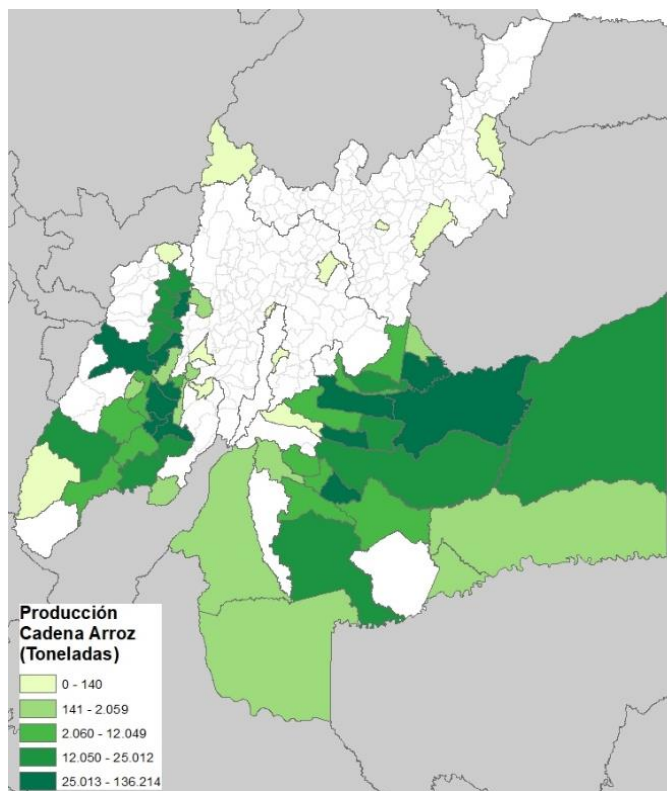 Producción
Cadena Arroz
(Toneladas)
0 - 140
141 - 2.059
2.060 - 12.049
12.050 - 25.012
25.013 - 136.214